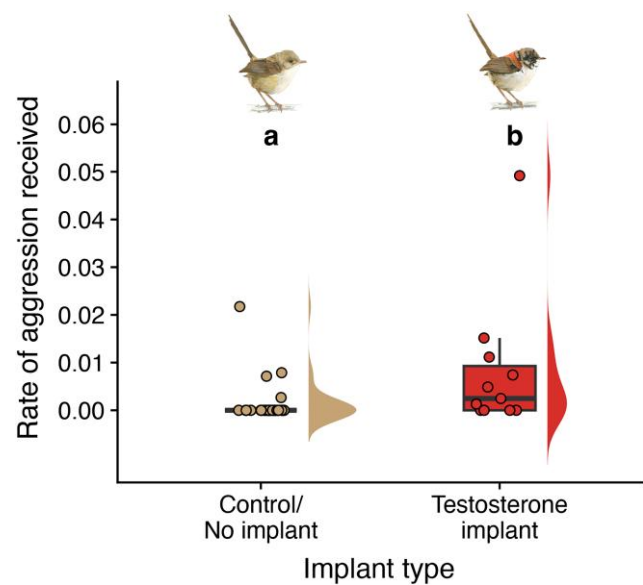 a b
0.06
0.05
0.04
0.03
0.02
0.01
0.00
Rate of aggression received
Control/
No implant
Testosterone
implant
Implant type